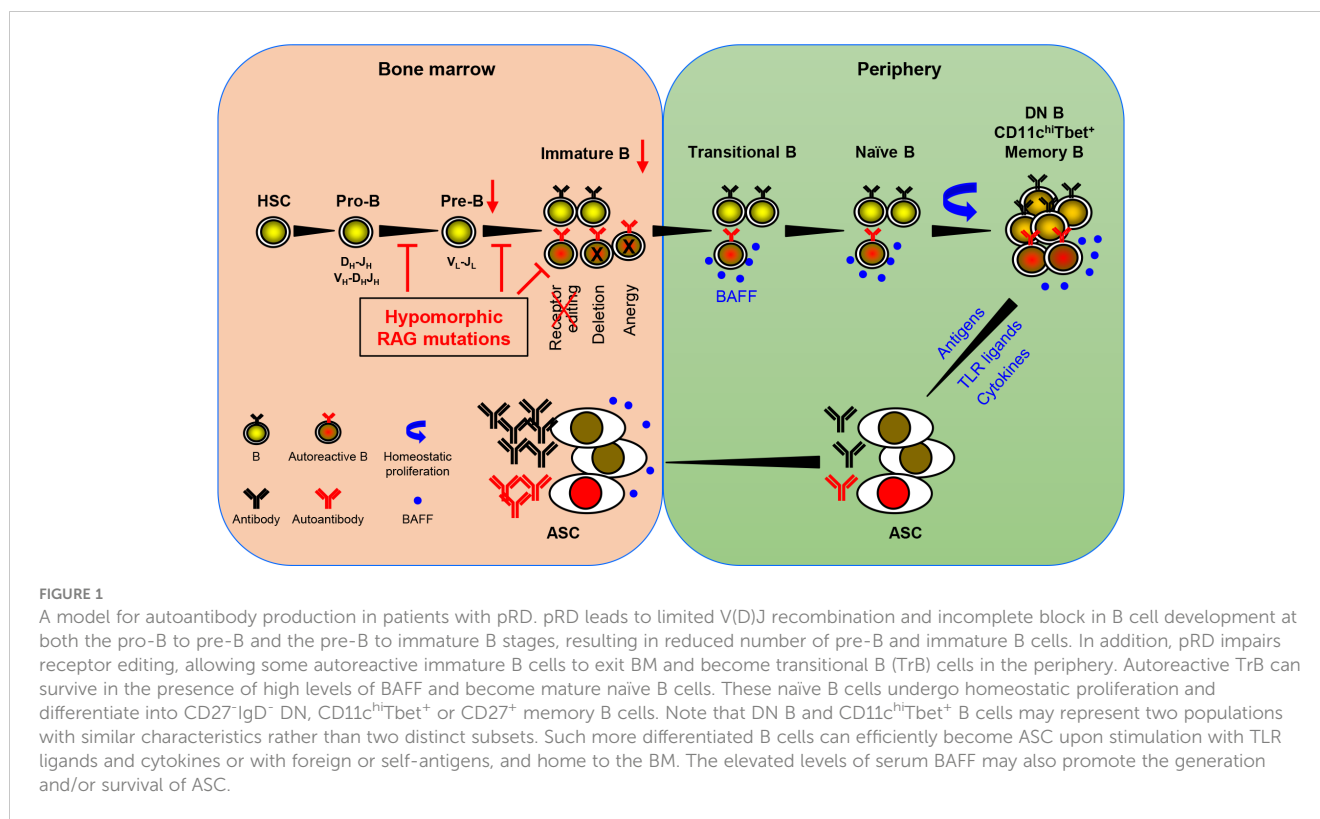 Bone marrow
Periphery
DN B
CD11c^hiTbet^+
Memory B
Immature B
Transitional B
Naïve B
HSC
Pro-B
Pre-B
D_H-J_H
V_H-D_HJ_H
V_L-J_L
X
X
Hypomorphic
RAG mutations
Receptor
editing
Deletion
Anergy
BAFF
Antigens
TLR ligands
Cytokines
B
Autoreactive B
Homeostatic
proliferation
Antibody
Autoantibody
BAFF
ASC
ASC
FIGURE 1
A model for autoantibody production in patients with pRD. pRD leads to limited V(D)J recombination and incomplete block in B cell development at
both the pro-B to pre-B and the pre-B to immature B stages, resulting in reduced number of pre-B and immature B cells. In addition, pRD impairs
receptor editing, allowing some autoreactive immature B cells to exit BM and become transitional B (TrB) cells in the periphery. Autoreactive TrB can
survive in the presence of high levels of BAFF and become mature naïve B cells. These naïve B cells undergo homeostatic proliferation and
differentiate into CD27^-IgD^- DN, CD11c^hiTbet^+ or CD27^+ memory B cells. Note that DN B and CD11c^hiTbet^+ B cells may represent two populations
with similar characteristics rather than two distinct subsets. Such more differentiated B cells can efficiently become ASC upon stimulation with TLR
ligands and cytokines or with foreign or self-antigens, and home to the BM. The elevated levels of serum BAFF may also promote the generation
and/or survival of ASC.